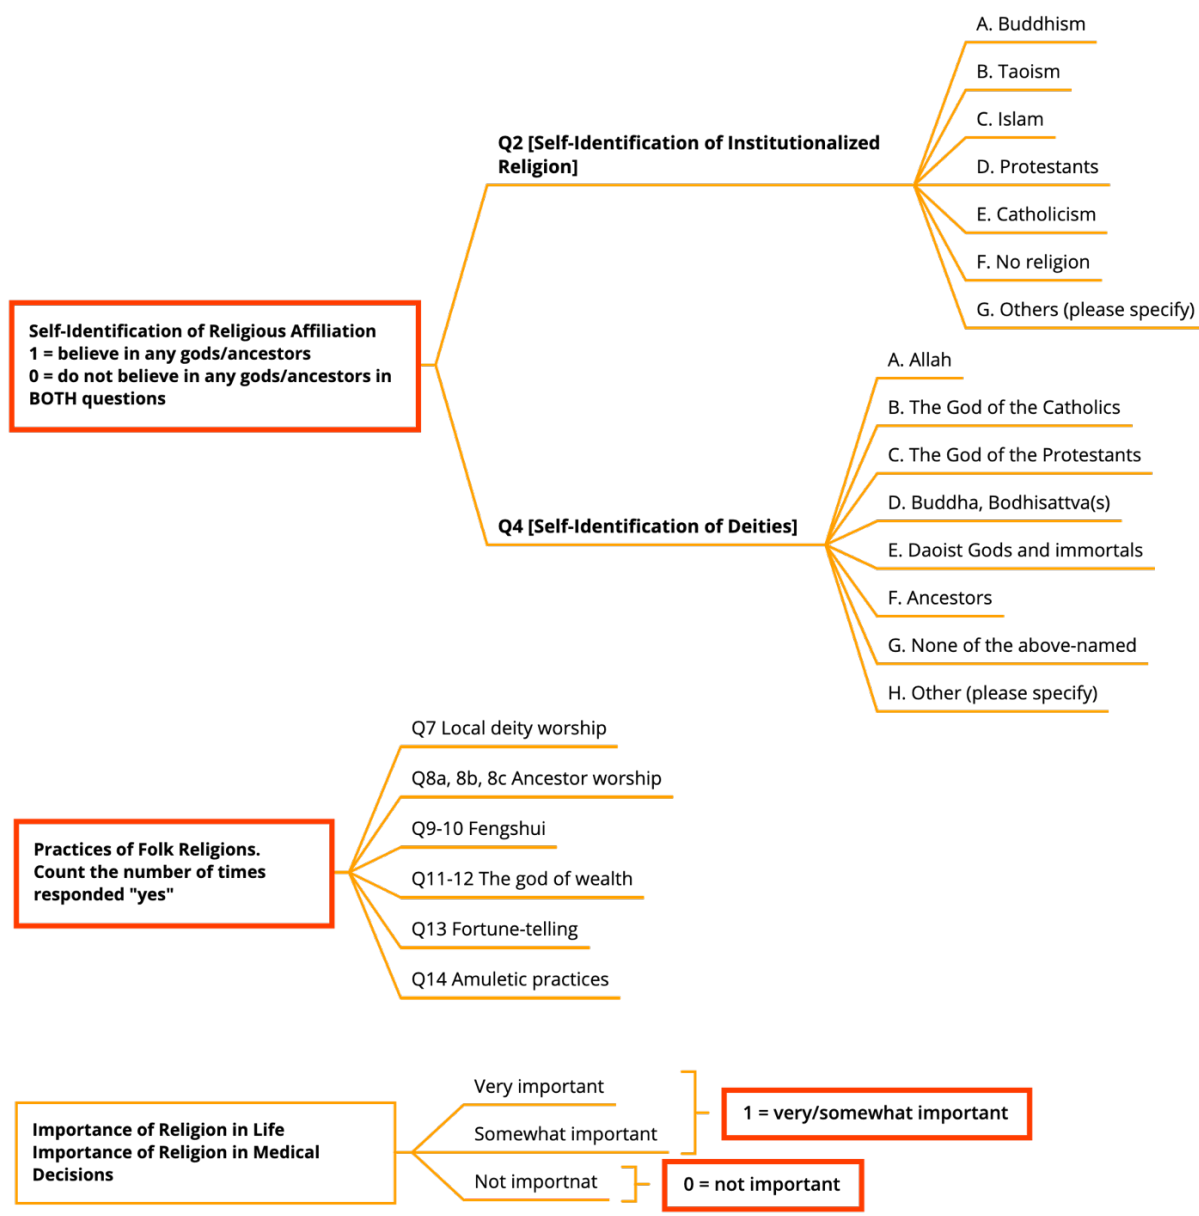 Self-Identification of Religious Affiliation
1 = believe in any gods/ancestors
0 = do not believe in any gods/ancestors in
BOTH questions
Q2 [Self-Identification of Institutionalized
Religion]
A. Buddhism
B. Taoism
C. Islam
D. Protestants
E. Catholicism
F. No religion
G. Others (please specify)
Q4 [Self-Identification of Deities]
A. Allah
B. The God of the Catholics
C. The God of the Protestants
D. Buddha, Bodhisattva(s)
E. Daoist Gods and immortals
F. Ancestors
G. None of the above-named
H. Other (please specify)
Practices of Folk Religions.
Count the number of times
responded "yes"
Q7 Local deity worship
Q8a, 8b, 8c Ancestor worship
Q9-10 Fengshui
Q11-12 The god of wealth
Q13 Fortune-telling
Q14 Amuletic practices
Importance of Religion in Life
Importance of Religion in Medical
Decisions
Very important
Somewhat important
Not importnat
1 = very/somewhat important
0 = not important